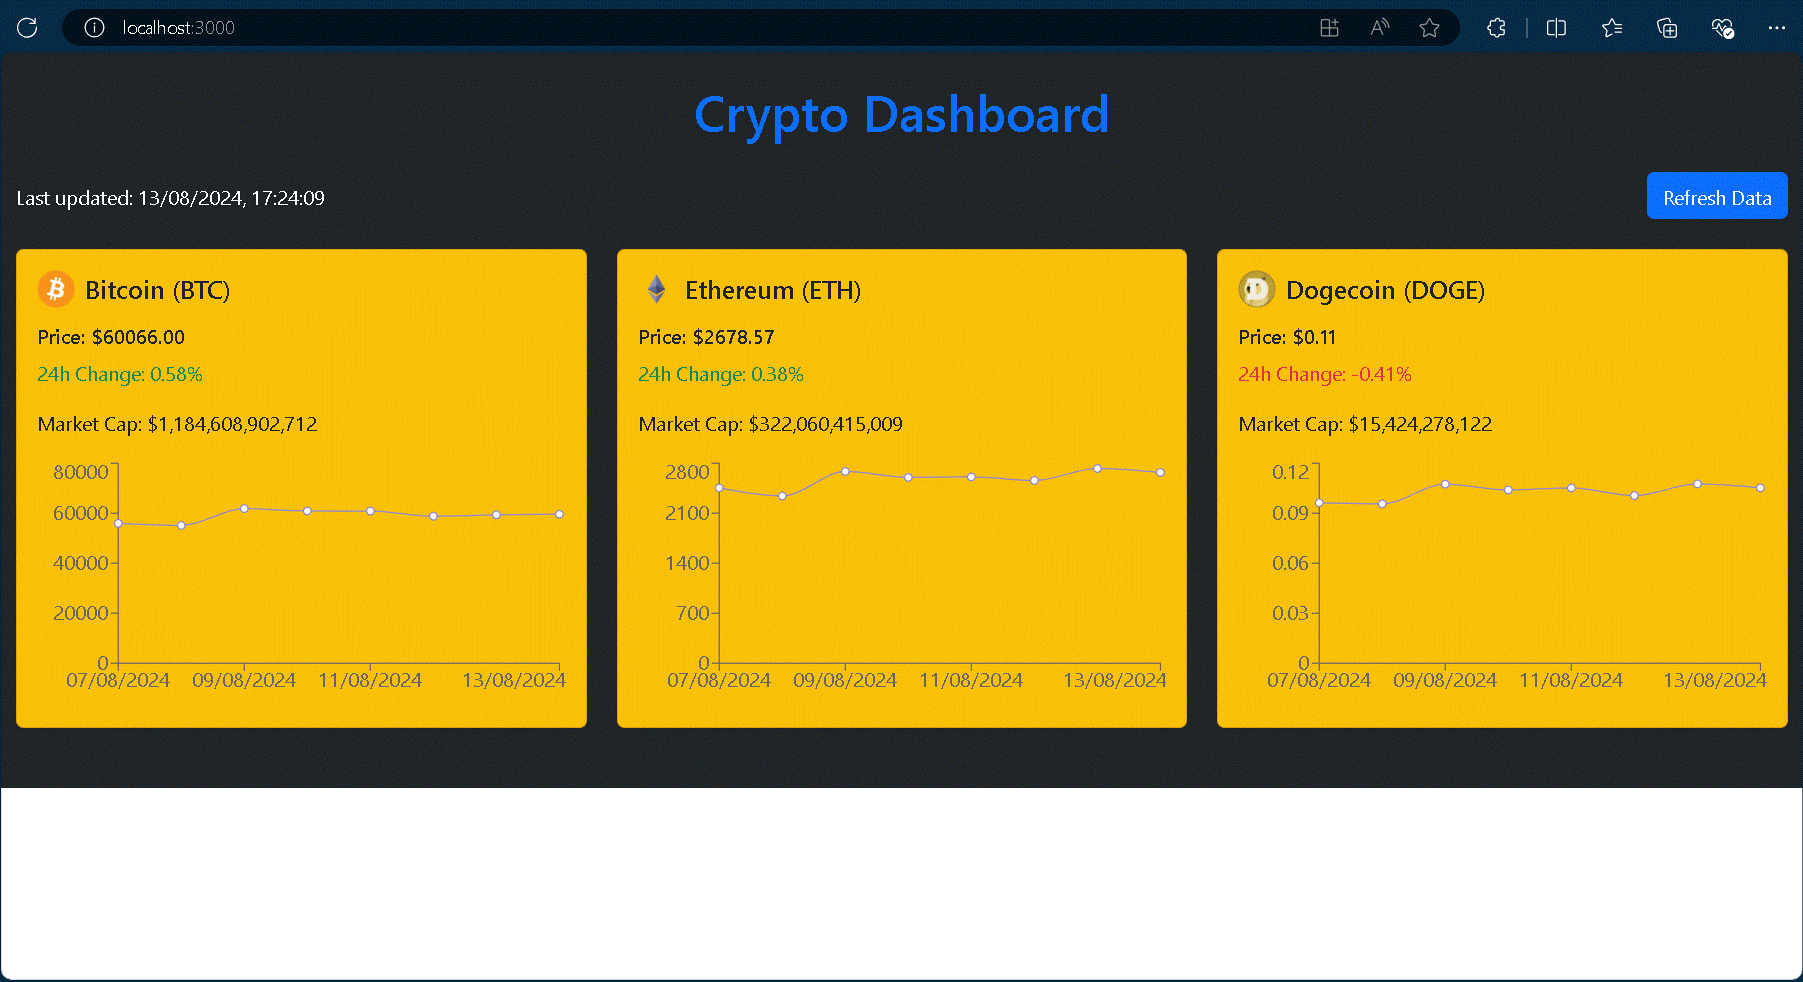 localhost:3000
Crypto Dashboard
Last updated: 13/08/2024, 17:24:09
Refresh Data
Bitcoin (BTC)
Price: $60066.00
24h Change: 0.58%
Market Cap: $1,184,608,902,712
80000
60000
40000
20000
0
07/08/2024 09/08/2024 11/08/2024 13/08/2024
Ethereum (ETH)
Price: $2678.57
24h Change: 0.38%
Market Cap: $322,060,415,009
2800
2100
1400
700
0
07/08/2024 09/08/2024 11/08/2024 13/08/2024
Dogecoin (DOGE)
Price: $0.11
24h Change: -0.41%
Market Cap: $15,424,278,122
0.12
0.09
0.06
0.03
0
07/08/2024 09/08/2024 11/08/2024 13/08/2024